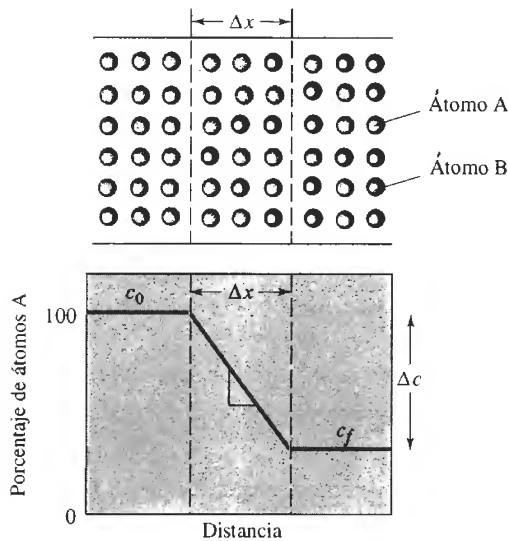 Δx
Átomo A
Átomo B
c₀
Δx
100
Δc
c_f
0
Porcentaje de átomos A
Distancia